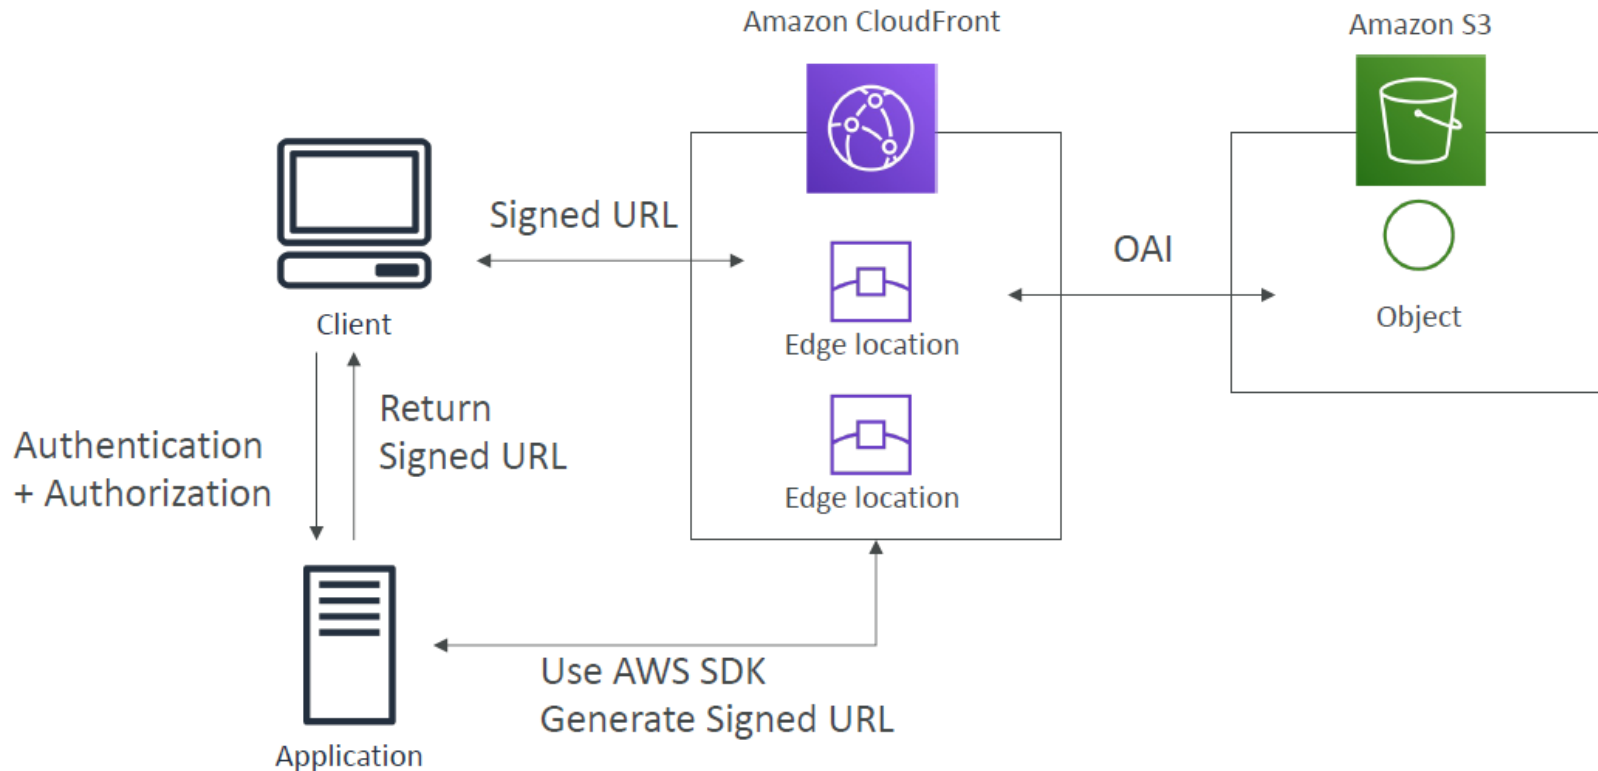 Amazon CloudFront
Amazon S3
Signed URL
OAI
Client
Object
Edge location
Return
Signed URL
Authentication
+ Authorization
Edge location
Use AWS SDK
Generate Signed URL
Application